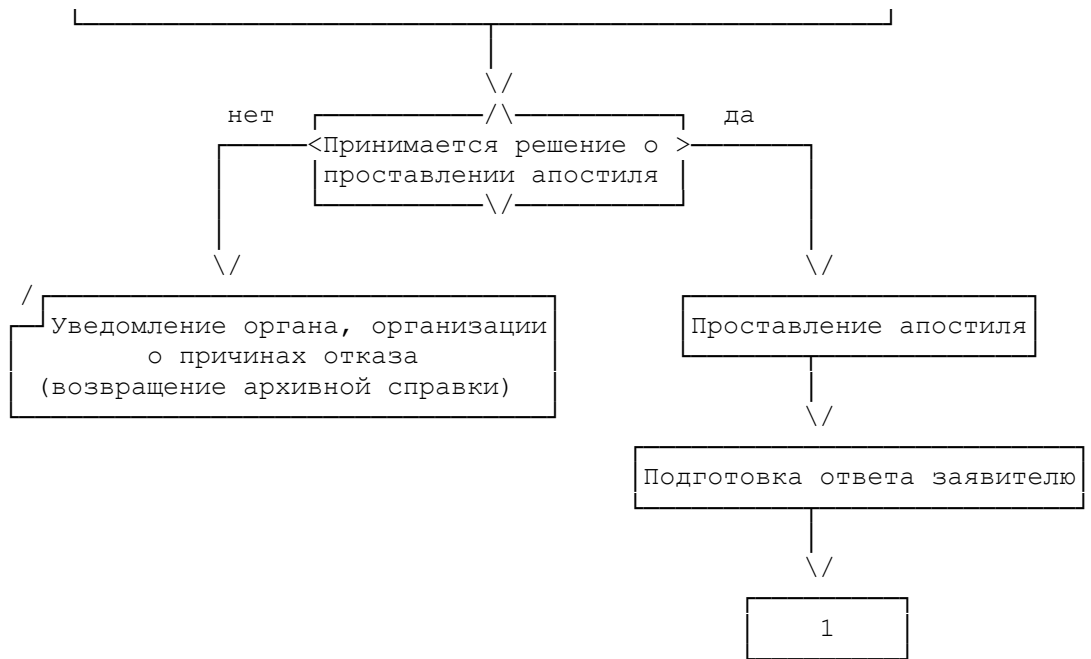 нет
да
Принимается решение о
проставлении апостиля
Уведомление органа, организации
о причинах отказа
(возвращение архивной справки)
Проставление апостиля
Подготовка ответа заявителю
1